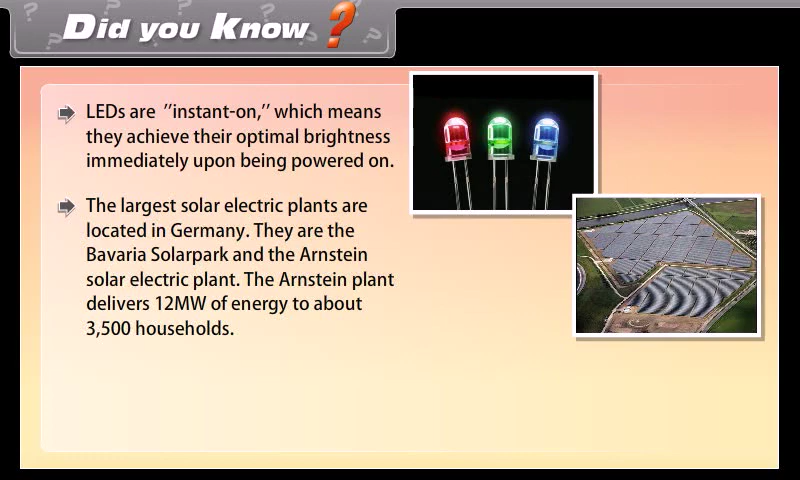 Did you Know ?
LEDs are "instant-on," which means
they achieve their optimal brightness
immediately upon being powered on.
The largest solar electric plants are
located in Germany. They are the
Bavaria Solarpark and the Arnstein
solar electric plant. The Arnstein plant
delivers 12MW of energy to about
3,500 households.